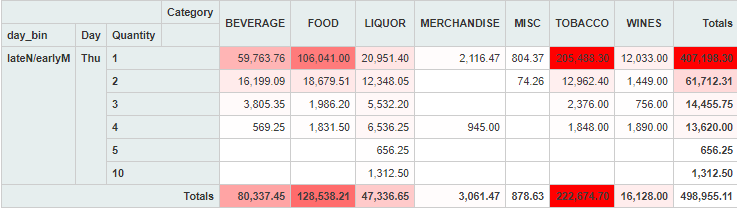 Category BEVERAGE FOOD LIQUOR MERCHANDISE MISC TOBACCO WINES Totals
day_bin Day Quantity
lateN/earlyM Thu 1 59,763.76 106,041.00 20,951.40 2,116.47 804.37 205,488.30 12,033.00 407,198.30
2 16,199.09 18,679.51 12,348.05 74.26 12,962.40 1,449.00 61,712.31
3 3,805.35 1,986.20 5,532.20 2,376.00 756.00 14,455.75
4 569.25 1,831.50 6,536.25 945.00 1,848.00 1,890.00 13,620.00
5 656.25 656.25
10 1,312.50 1,312.50
Totals 80,337.45 128,538.21 47,336.65 3,061.47 878.63 222,674.70 16,128.00 498,955.11